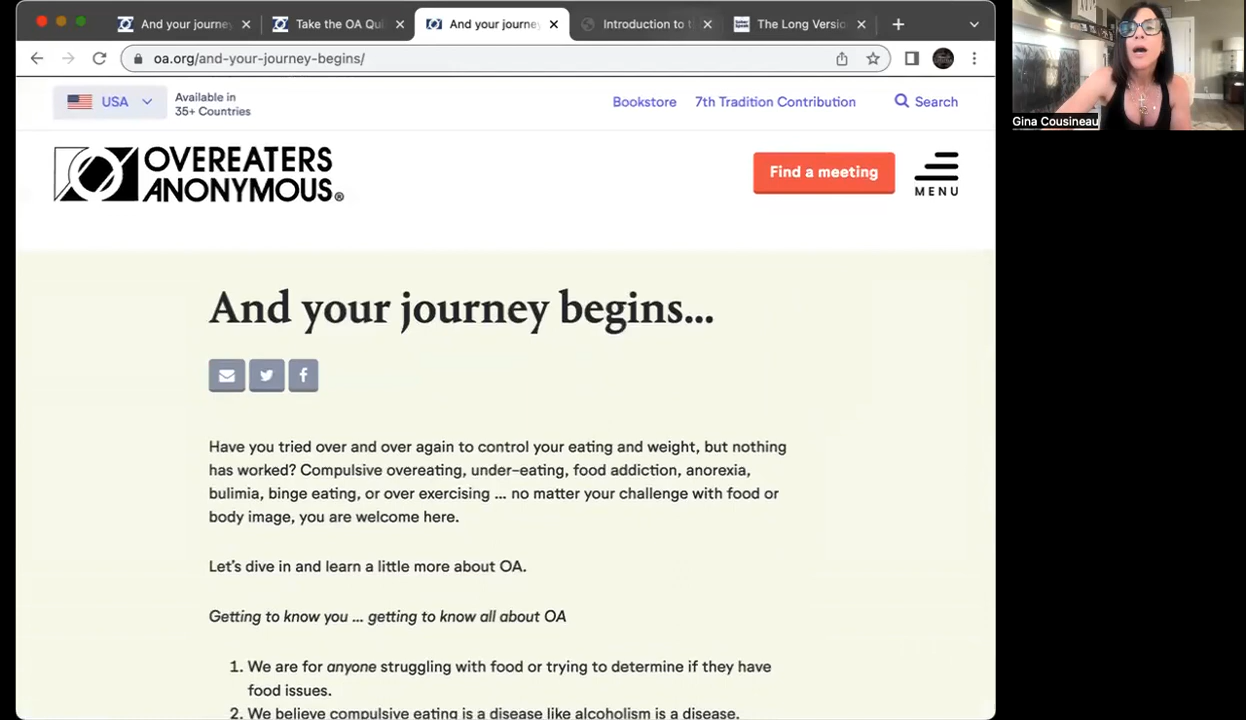 And your journey
Take the OA Qui
And your journey
Introduction to t
The Long Versio
oa.org/and-your-journey-begins/
USA
Available in
35+ Countries
Bookstore
7th Tradition Contribution
Search
OVEREATERS
ANONYMOUS®
Find a meeting
MENU
And your journey begins...
Have you tried over and over again to control your eating and weight, but nothing
has worked? Compulsive overeating, under-eating, food addiction, anorexia,
bulimia, binge eating, or over exercising ... no matter your challenge with food or
body image, you are welcome here.
Let's dive in and learn a little more about OA.
Getting to know you ... getting to know all about OA
1. We are for anyone struggling with food or trying to determine if they have
food issues.
2. We believe compulsive eating is a disease like alcoholism is a disease.
Gina Cousineau